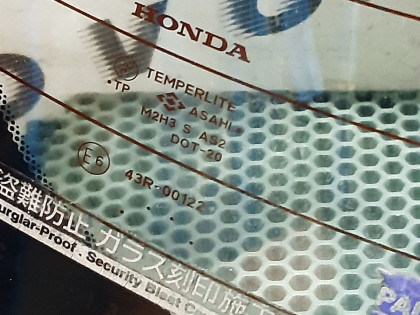 HONDA
TEMPERLITE
TP
ASAHI
M2H3 S AS2
DOT-20
E6
43R-00122
盗難防止 ガラス刻印施
Burglar-Proof . Security Blast
PA